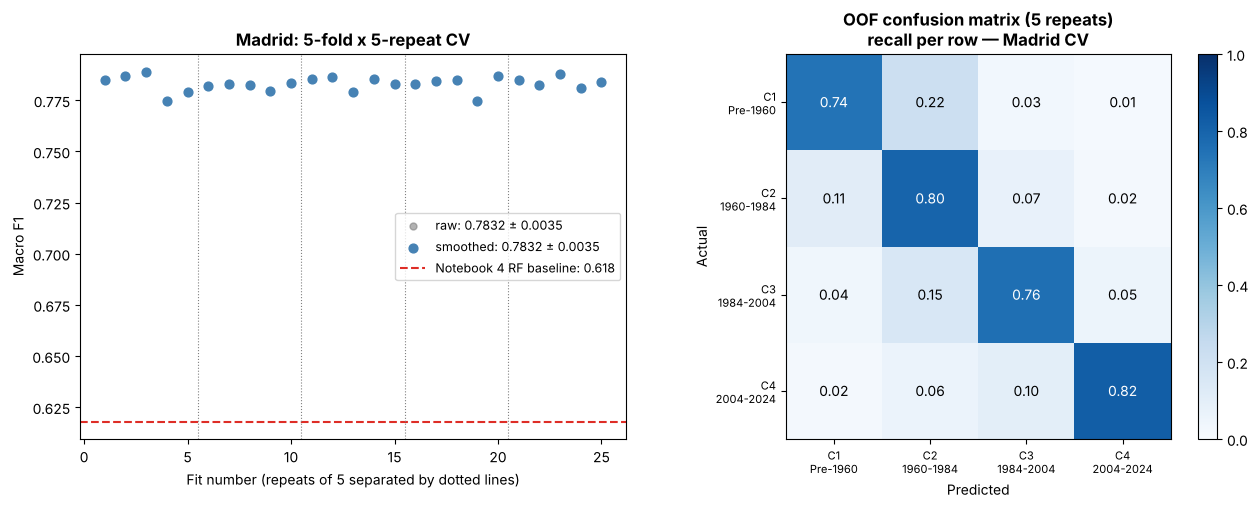 Madrid: 5-fold x 5-repeat CV
Macro F1
0.775
0.750
0.725
0.700
0.675
0.650
0.625
raw: 0.7832 ± 0.0035
smoothed: 0.7832 ± 0.0035
Notebook 4 RF baseline: 0.618
0 5 10 15 20 25
Fit number (repeats of 5 separated by dotted lines)
OOF confusion matrix (5 repeats)
recall per row — Madrid CV
Actual
C1
Pre-1960
0.74 0.22 0.03 0.01
C2
1960-1984
0.11 0.80 0.07 0.02
C3
1984-2004
0.04 0.15 0.76 0.05
C4
2004-2024
0.02 0.06 0.10 0.82
C1
Pre-1960
C2
1960-1984
C3
1984-2004
C4
2004-2024
Predicted
1.0
0.8
0.6
0.4
0.2
0.0